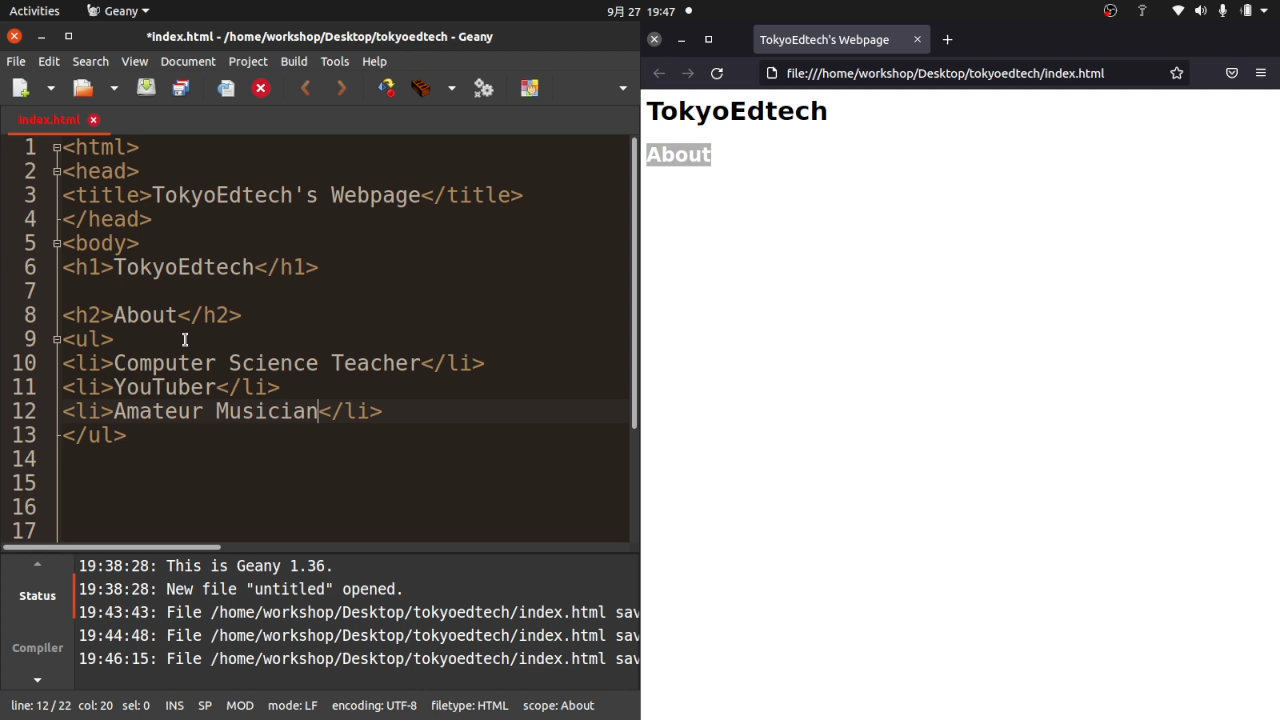 Activities
Geany
9月 27 19:47
*index.html - /home/workshop/Desktop/tokyoedtech - Geany
File Edit Search View Document Project Build Tools Help
index.html
1 <html>
2 <head>
3 <title>TokyoEdtech's Webpage</title>
4 </head>
5 <body>
6 <h1>TokyoEdtech</h1>
7
8 <h2>About</h2>
9 <ul>
10 <li>Computer Science Teacher</li>
11 <li>YouTuber</li>
12 <li>Amateur Musician</li>
13 </ul>
14
15
16
17
Status
Compiler
19:38:28: This is Geany 1.36.
19:38:28: New file "untitled" opened.
19:43:43: File /home/workshop/Desktop/tokyoedtech/index.html sav
19:44:48: File /home/workshop/Desktop/tokyoedtech/index.html sav
19:46:15: File /home/workshop/Desktop/tokyoedtech/index.html sav
line: 12 / 22 col: 20 sel: 0 INS SP MOD mode: LF encoding: UTF-8 filetype: HTML scope: About
TokyoEdtech's Webpage
file:///home/workshop/Desktop/tokyoedtech/index.html
TokyoEdtech
About